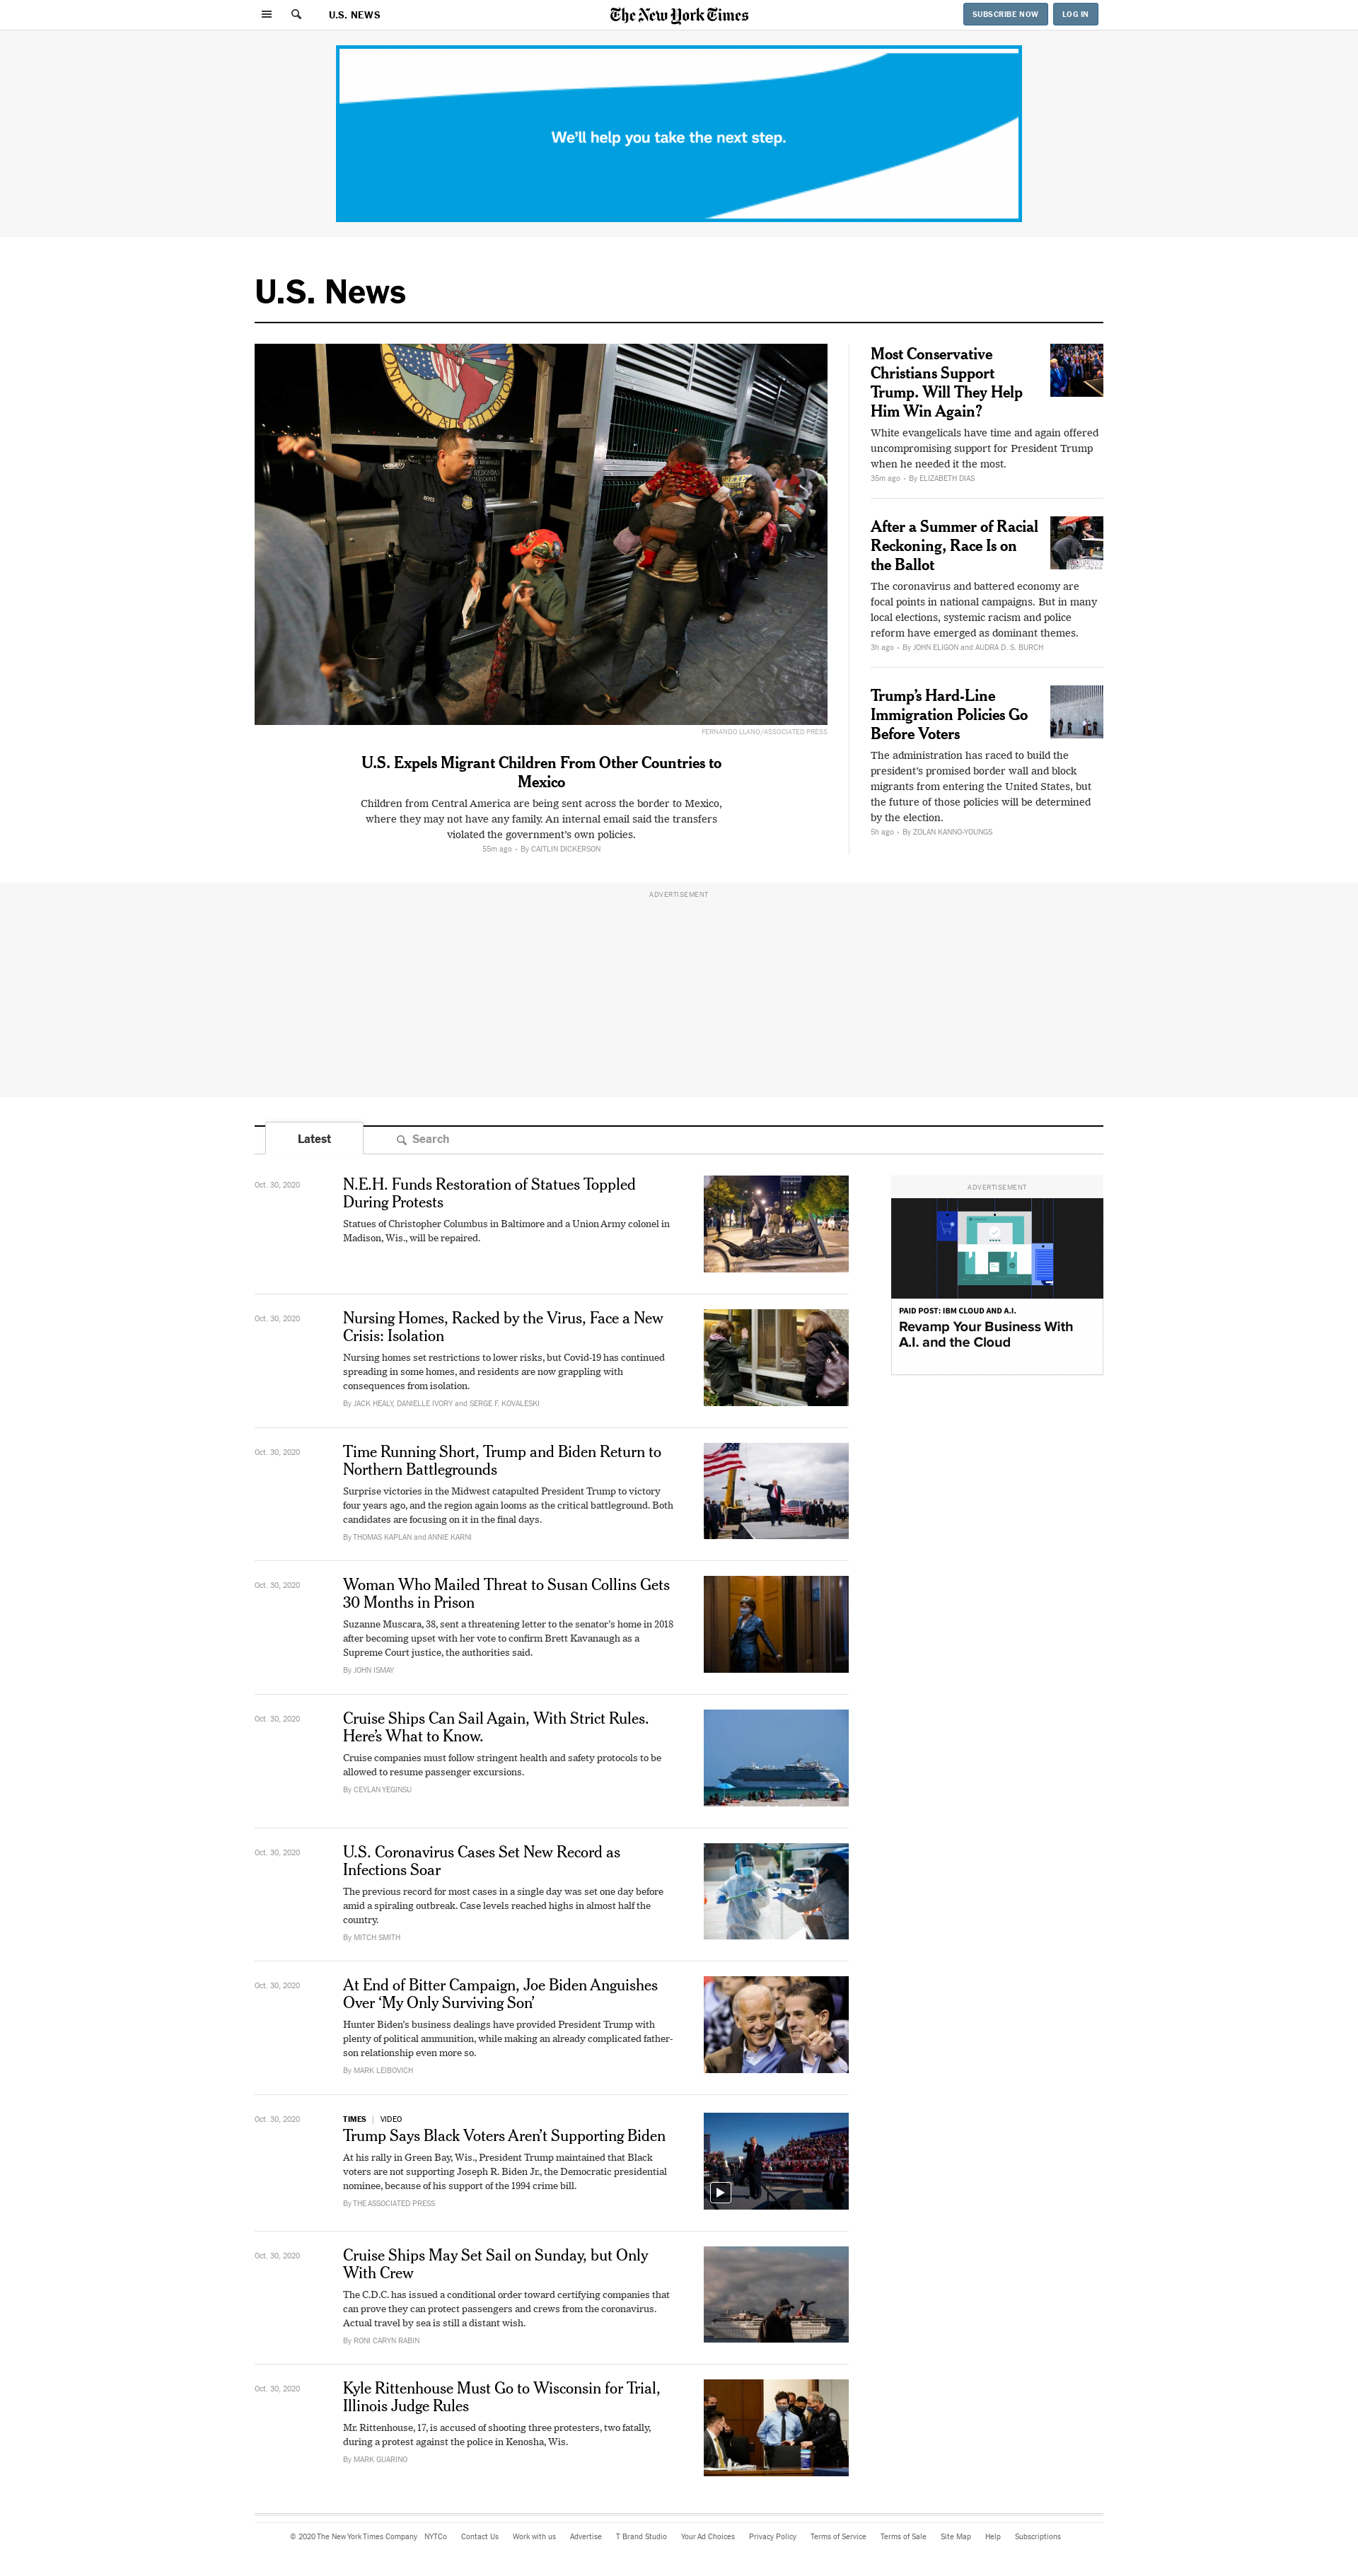 U.S. NEWS
The New York Times
SUBSCRIBE NOW
LOG IN
We'll help you take the next step.
U.S. News
ONE FOR ALL ALL FOR
REYES
FERNANDO LLANO/ASSOCIATED PRESS
U.S. Expels Migrant Children From Other Countries to
Mexico
Children from Central America are being sent across the border to Mexico,
where they may not have any family. An internal email said the transfers
violated the government's own policies.
55m ago • By CAITLIN DICKERSON
Most Conservative
Christians Support
Trump. Will They Help
Him Win Again?
White evangelicals have time and again offered
uncompromising support for President Trump
when he needed it the most.
35m ago • By ELIZABETH DIAS
After a Summer of Racial
Reckoning, Race Is on
the Ballot
The coronavirus and battered economy are
focal points in national campaigns. But in many
local elections, systemic racism and police
reform have emerged as dominant themes.
3h ago • By JOHN ELIGON and AUDRA D. S. BURCH
Trump's Hard-Line
Immigration Policies Go
Before Voters
The administration has raced to build the
president's promised border wall and block
migrants from entering the United States, but
the future of those policies will be determined
by the election.
5h ago • By ZOLAN KANNO-YOUNGS
ADVERTISEMENT
Latest
Search
Oct. 30, 2020
N.E.H. Funds Restoration of Statues Toppled
During Protests
Statues of Christopher Columbus in Baltimore and a Union Army colonel in
Madison, Wis., will be repaired.
ADVERTISEMENT
PAID POST: IBM CLOUD AND A.I.
Revamp Your Business With
A.I. and the Cloud
Oct. 30, 2020
Nursing Homes, Racked by the Virus, Face a New
Crisis: Isolation
Nursing homes set restrictions to lower risks, but Covid-19 has continued
spreading in some homes, and residents are now grappling with
consequences from isolation.
By JACK HEALY, DANIELLE IVORY and SERGE F. KOVALESKI
Oct. 30, 2020
Time Running Short, Trump and Biden Return to
Northern Battlegrounds
Surprise victories in the Midwest catapulted President Trump to victory
four years ago, and the region again looms as the critical battleground. Both
candidates are focusing on it in the final days.
By THOMAS KAPLAN and ANNIE KARNI
Oct. 30, 2020
Woman Who Mailed Threat to Susan Collins Gets
30 Months in Prison
Suzanne Muscara, 38, sent a threatening letter to the senator's home in 2018
after becoming upset with her vote to confirm Brett Kavanaugh as a
Supreme Court justice, the authorities said.
By JOHN ISMAY
Oct. 30, 2020
Cruise Ships Can Sail Again, With Strict Rules.
Here's What to Know.
Cruise companies must follow stringent health and safety protocols to be
allowed to resume passenger excursions.
By CEYLAN YEGINSU
Oct. 30, 2020
U.S. Coronavirus Cases Set New Record as
Infections Soar
The previous record for most cases in a single day was set one day before
amid a spiraling outbreak. Case levels reached highs in almost half the
country.
By MITCH SMITH
Oct. 30, 2020
At End of Bitter Campaign, Joe Biden Anguishes
Over 'My Only Surviving Son'
Hunter Biden's business dealings have provided President Trump with
plenty of political ammunition, while making an already complicated father-
son relationship even more so.
By MARK LEIBOVICH
Oct. 30, 2020
TIMES | VIDEO
Trump Says Black Voters Aren't Supporting Biden
At his rally in Green Bay, Wis., President Trump maintained that Black
voters are not supporting Joseph R. Biden Jr., the Democratic presidential
nominee, because of his support of the 1994 crime bill.
By THE ASSOCIATED PRESS
Oct. 30, 2020
Cruise Ships May Set Sail on Sunday, but Only
With Crew
The C.D.C. has issued a conditional order toward certifying companies that
can prove they can protect passengers and crews from the coronavirus.
Actual travel by sea is still a distant wish.
By RONI CARYN RABIN
Oct. 30, 2020
Kyle Rittenhouse Must Go to Wisconsin for Trial,
Illinois Judge Rules
Mr. Rittenhouse, 17, is accused of shooting three protesters, two fatally,
during a protest against the police in Kenosha, Wis.
By MARK GUARINO
© 2020 The New York Times Company NYTCo Contact Us Work with us Advertise T Brand Studio Your Ad Choices Privacy Policy Terms of Service Terms of Sale Site Map Help Subscriptions